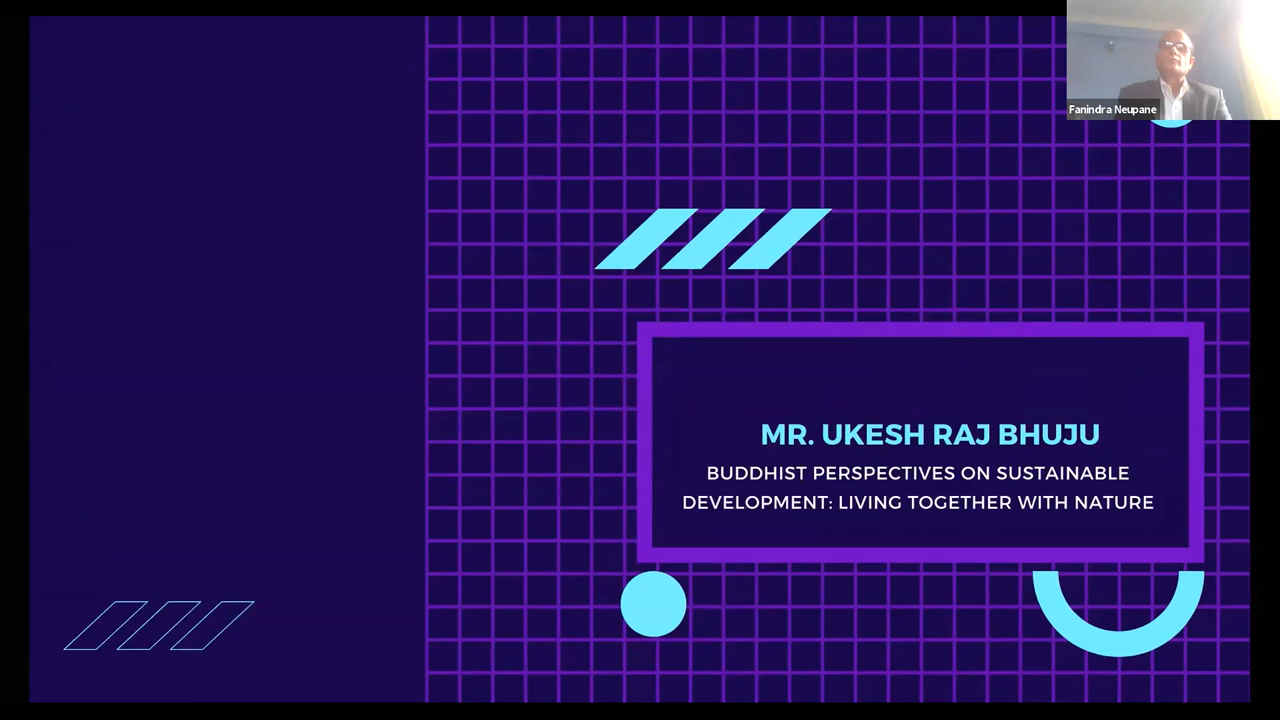 Fanindra Neupane
MR. UKESH RAJ BHUJU
BUDDHIST PERSPECTIVES ON SUSTAINABLE
DEVELOPMENT: LIVING TOGETHER WITH NATURE